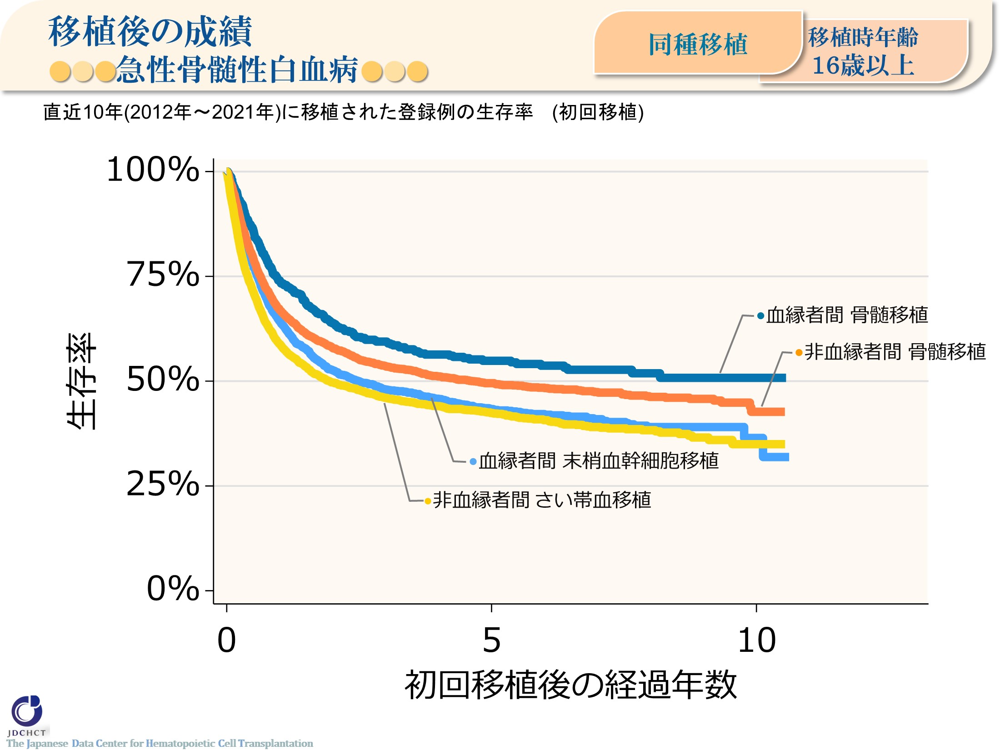 移植後の成績
急性骨髄性白血病
同種移植
移植時年齢
16歳以上
直近10年(2012年～2021年)に移植された登録例の生存率 (初回移植)
100%
75%
50%
25%
0%
生存率
血縁者間 骨髄移植
非血縁者間 骨髄移植
血縁者間 末梢血幹細胞移植
非血縁者間 さい帯血移植
0
5
10
初回移植後の経過年数
JDCHCT
The Japanese Data Center for Hematopoietic Cell Transplantation